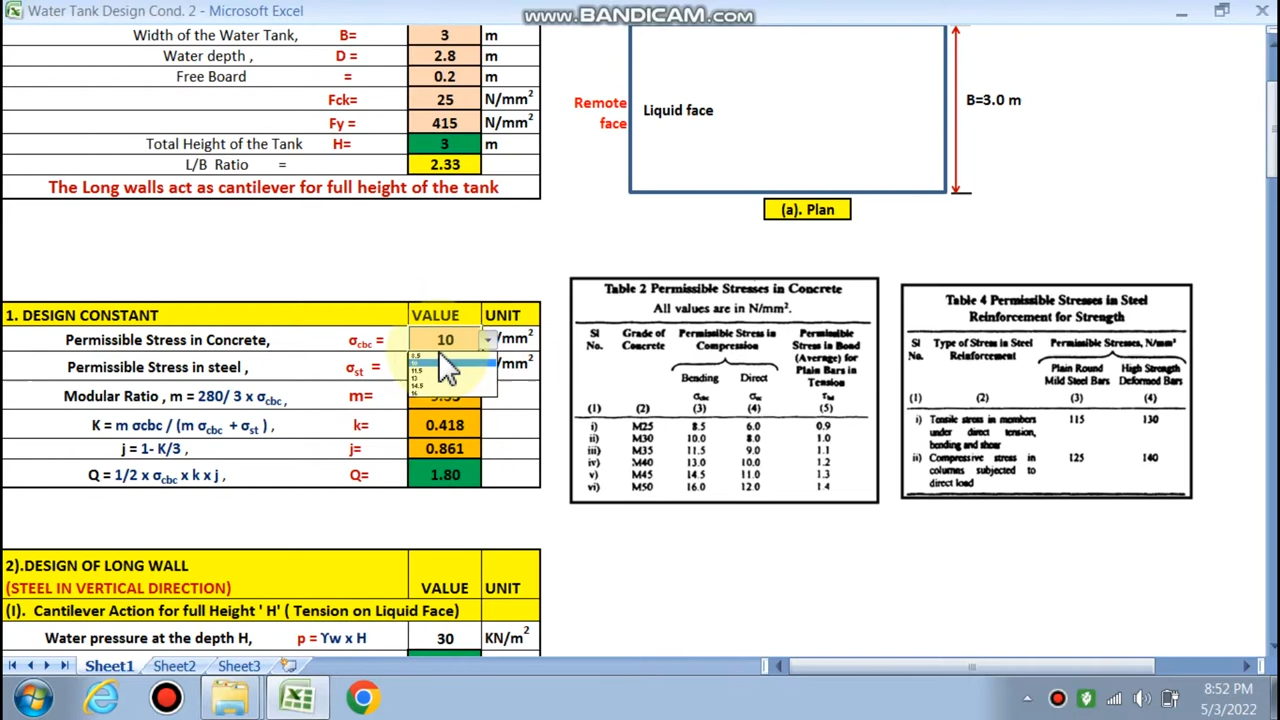 Water Tank Design Cond. 2 - Microsoft Excel
www.BANDICAM.com
Width of the Water Tank, B= 3 m
Water depth , D = 2.8 m
Free Board = 0.2 m
Fck= 25 N/mm2
Fy = 415 N/mm2
Total Height of the Tank H= 3 m
L/B Ratio = 2.33
The Long walls act as cantilever for full height of the tank
Remote
face
Liquid face
B=3.0 m
(a). Plan
1. DESIGN CONSTANT VALUE UNIT
Permissible Stress in Concrete, σcbc = 10 /mm2
8.5
11.5
13
14.5
16
Permissible Stress in steel , σst = /mm2
Modular Ratio , m = 280/ 3 x σcbc , m=
K = m σcbc / (m σcbc + σst ) , k= 0.418
j = 1- K/3 , j= 0.861
Q = 1/2 x σcbc x k x j , Q= 1.80
Table 2 Permissible Stresses in Concrete
All values are in N/mm².
Sl No. Grade of Concrete Permissible Stress in Compression Permissible Stress in Bond (Average) for Plain Bars in Tension
Bending Direct
σcbc σcc τbd
(1) (2) (3) (4) (5)
i) M25 8.5 6.0 0.9
ii) M30 10.0 8.0 1.0
iii) M35 11.5 9.0 1.1
iv) M40 13.0 10.0 1.2
v) M45 14.5 11.0 1.3
vi) M50 16.0 12.0 1.4
Table 4 Permissible Stresses in Steel
Reinforcement for Strength
Sl No. Type of Stress in Steel Reinforcement Permissible Stresses, N/mm²
Plain Round Mild Steel Bars High Strength Deformed Bars
(1) (2) (3) (4)
i) Tensile stress in members under direct tension, bending and shear 115 130
ii) Compressive stress in columns subjected to direct load 125 140
2).DESIGN OF LONG WALL
(STEEL IN VERTICAL DIRECTION) VALUE UNIT
(I). Cantilever Action for full Height ' H' ( Tension on Liquid Face)
Water pressure at the depth H, p = Yw x H 30 KN/m2
Sheet1 Sheet2 Sheet3
8:52 PM
5/3/2022